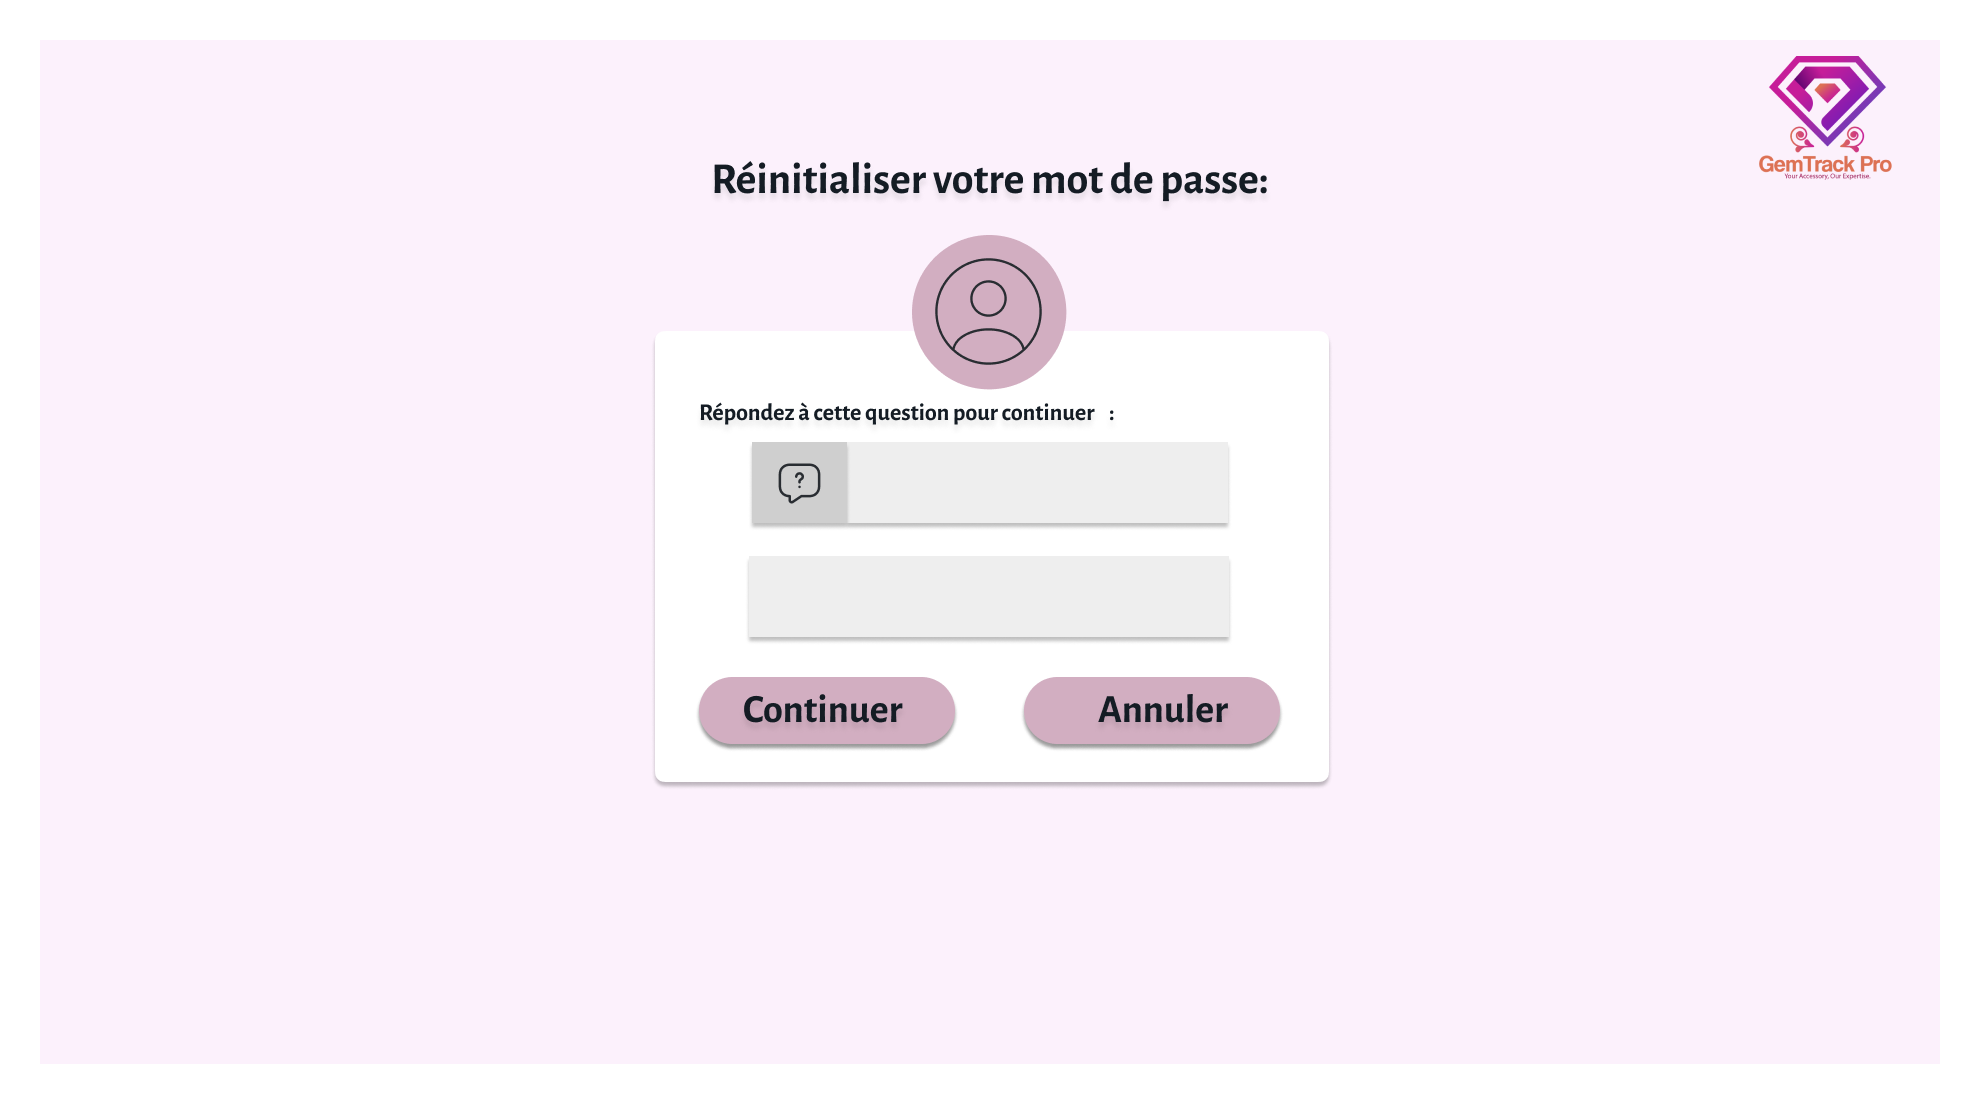 GemTrack Pro
Your Accessory, Our Expertise.
Réinitialiser votre mot de passe:
Répondez à cette question pour continuer :
?
Continuer
Annuler